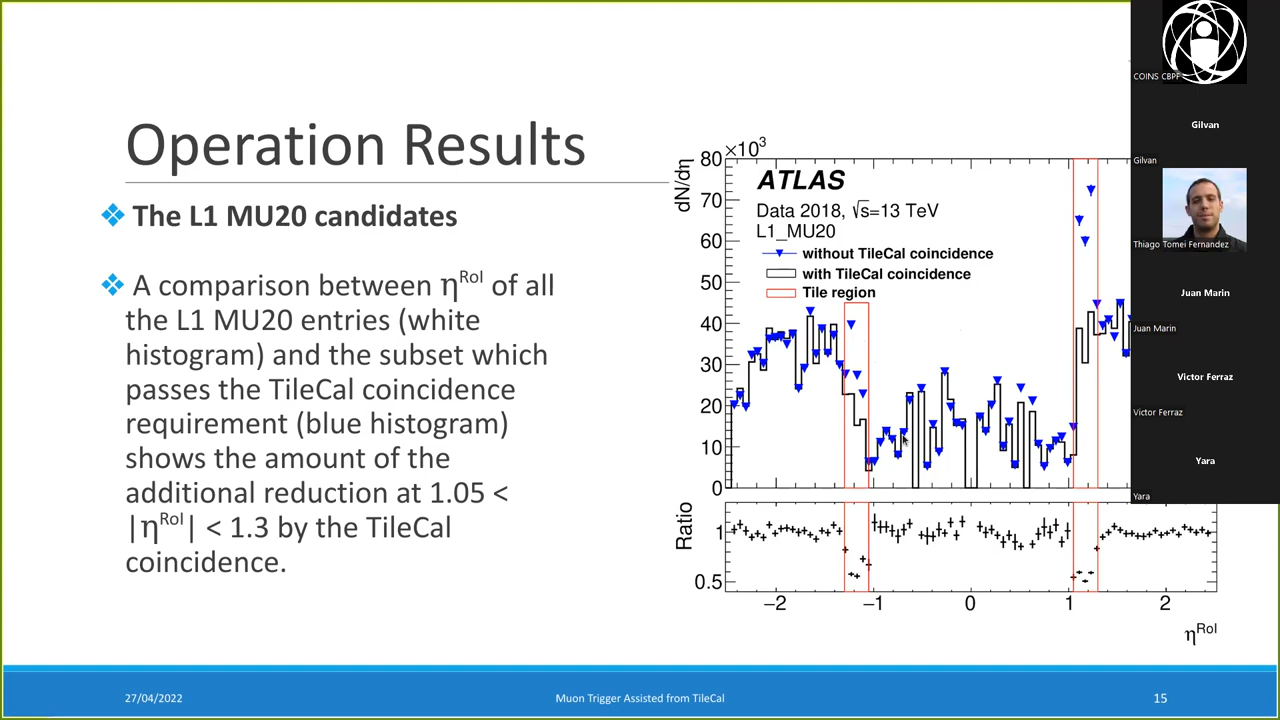 Operation Results
❖ The L1 MU20 candidates
❖ A comparison between η^RoI of all
the L1 MU20 entries (white
histogram) and the subset which
passes the TileCal coincidence
requirement (blue histogram)
shows the amount of the
additional reduction at 1.05 <
|η^RoI| < 1.3 by the TileCal
coincidence.
×10³
dN/dη
80
70
60
50
40
30
20
10
0
ATLAS
Data 2018, √s=13 TeV
L1_MU20
without TileCal coincidence
with TileCal coincidence
Tile region
Ratio
1
0.5
−2 −1 0 1 2
η^RoI
COINS CBPF
Gilvan
Gilvan
Thiago Tomei Fernandez
Juan Marin
Juan Marin
Victor Ferraz
Victor Ferraz
Yara
Yara
27/04/2022 Muon Trigger Assisted from TileCal 15